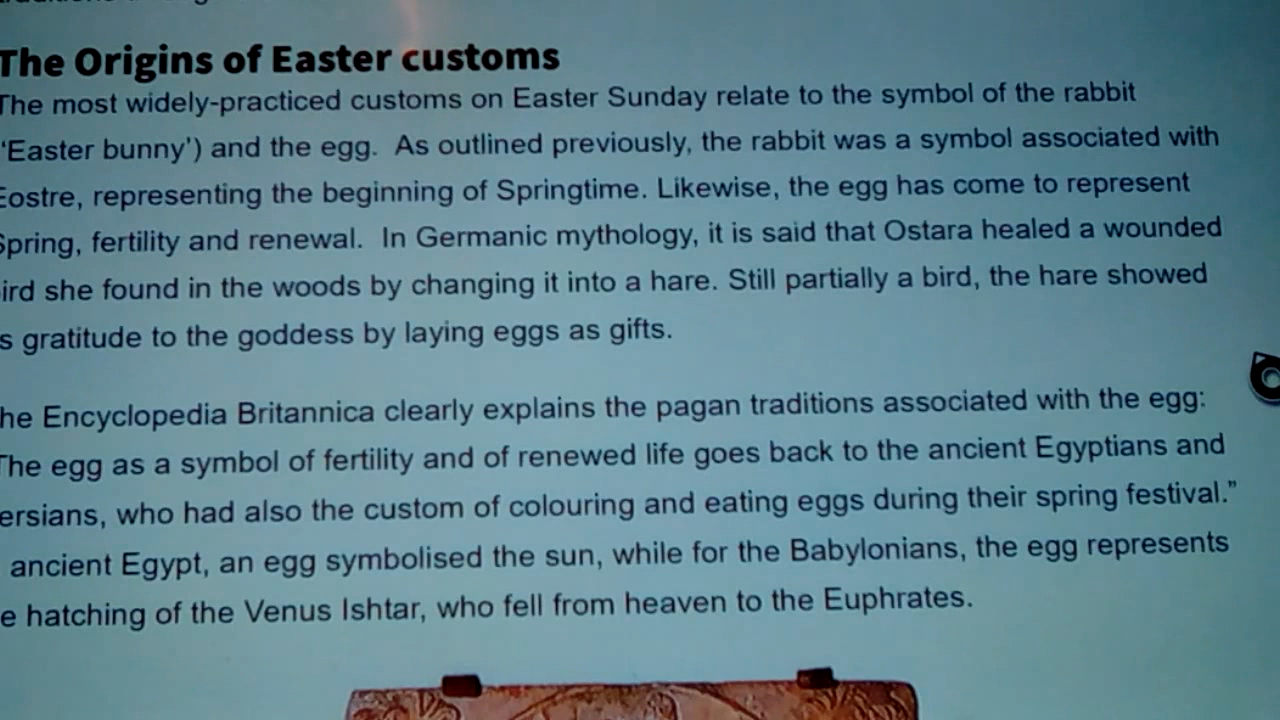 The Origins of Easter customs
The most widely-practiced customs on Easter Sunday relate to the symbol of the rabbit
'Easter bunny') and the egg.  As outlined previously, the rabbit was a symbol associated with
Eostre, representing the beginning of Springtime. Likewise, the egg has come to represent
Spring, fertility and renewal.  In Germanic mythology, it is said that Ostara healed a wounded
ird she found in the woods by changing it into a hare. Still partially a bird, the hare showed
s gratitude to the goddess by laying eggs as gifts.
he Encyclopedia Britannica clearly explains the pagan traditions associated with the egg:
The egg as a symbol of fertility and of renewed life goes back to the ancient Egyptians and
ersians, who had also the custom of colouring and eating eggs during their spring festival.”
ancient Egypt, an egg symbolised the sun, while for the Babylonians, the egg represents
e hatching of the Venus Ishtar, who fell from heaven to the Euphrates.